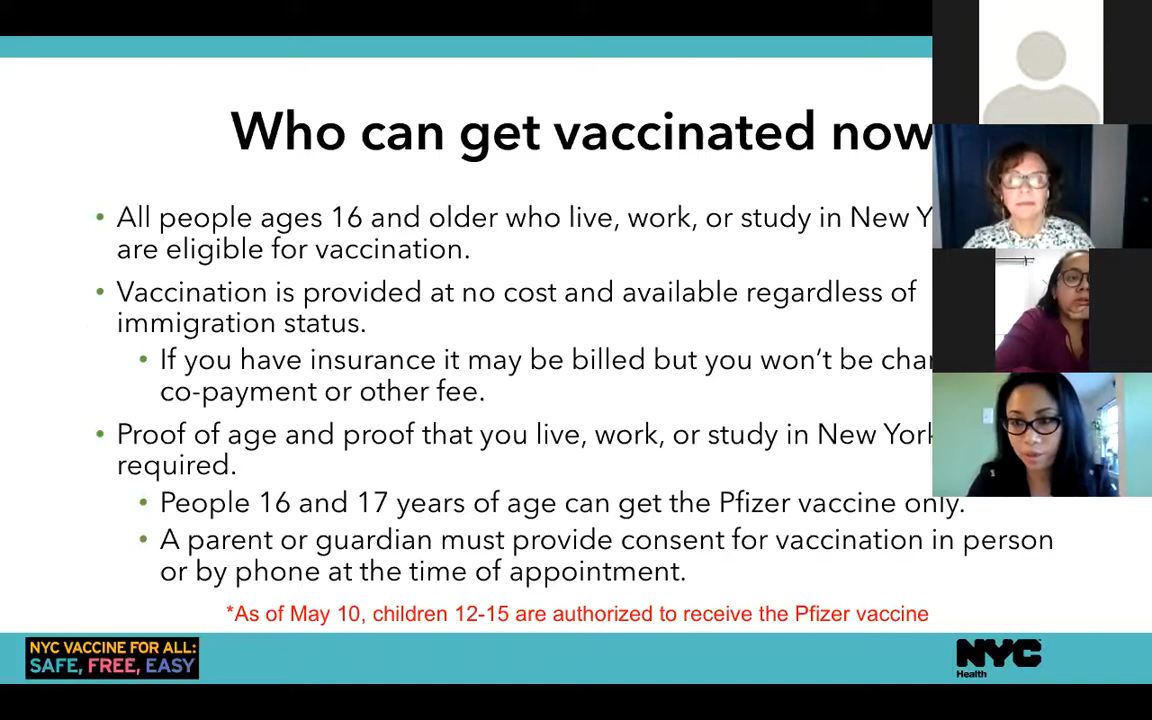 Who can get vaccinated now
• All people ages 16 and older who live, work, or study in New Y
are eligible for vaccination.
• Vaccination is provided at no cost and available regardless of
immigration status.
• If you have insurance it may be billed but you won't be char
co-payment or other fee.
• Proof of age and proof that you live, work, or study in New York
required.
• People 16 and 17 years of age can get the Pfizer vaccine only.
• A parent or guardian must provide consent for vaccination in person
or by phone at the time of appointment.
*As of May 10, children 12-15 are authorized to receive the Pfizer vaccine
NYC VACCINE FOR ALL:
SAFE, FREE, EASY
NYC
Health